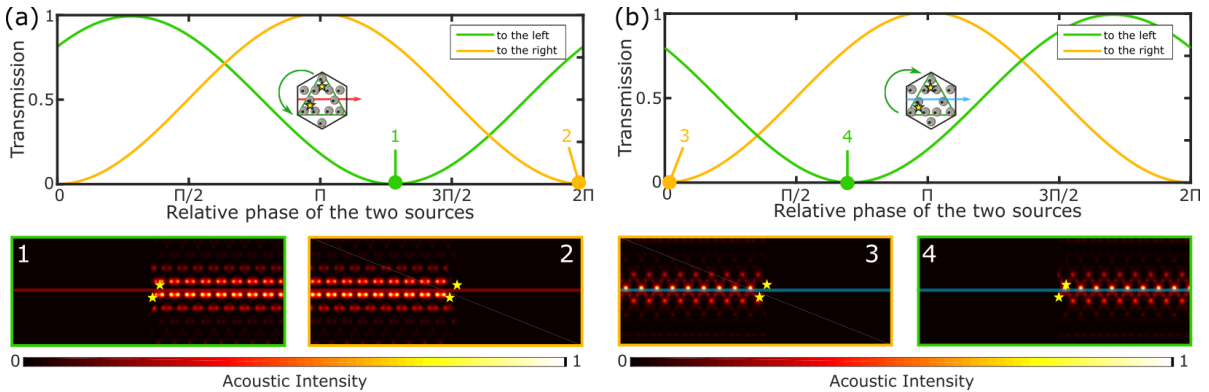 (a)
to the left
to the right
Transmission
1
0.5
0
1
2
0
Π/2
Π
3Π/2
2Π
Relative phase of the two sources
1
2
0
1
Acoustic Intensity
(b)
to the left
to the right
Transmission
1
0.5
0
3
4
0
Π/2
Π
3Π/2
2Π
Relative phase of the two sources
3
4
0
1
Acoustic Intensity